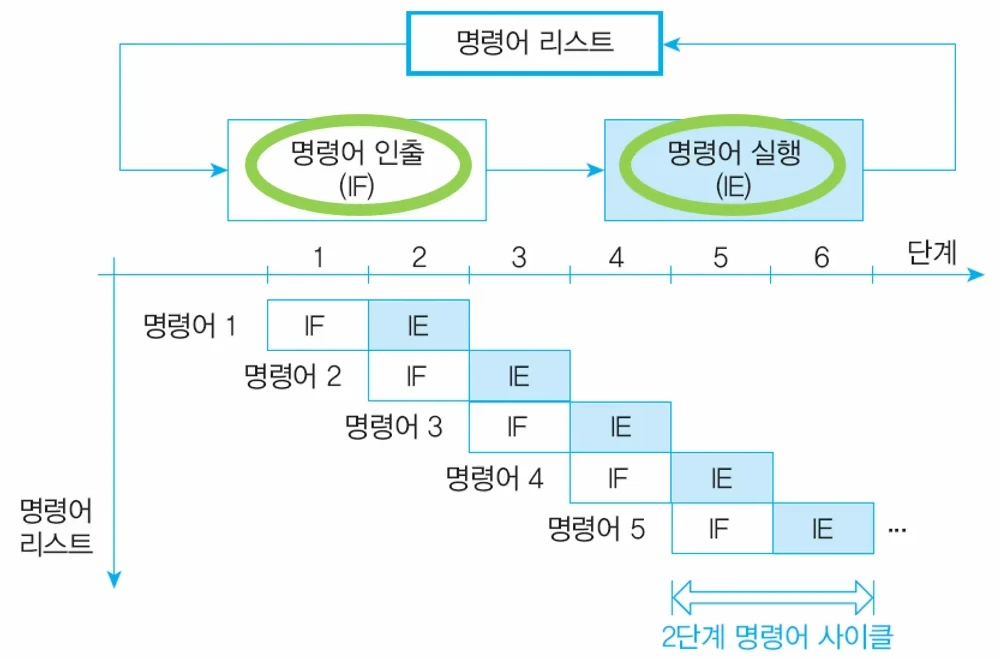 명령어 리스트
명령어 인출
(IF)
명령어 실행
(IE)
1 2 3 4 5 6 단계
명령어 1 IF IE
명령어 2 IF IE
명령어 3 IF IE
명령어 4 IF IE
명령어 5 IF IE ...
명령어
리스트
2단계 명령어 사이클